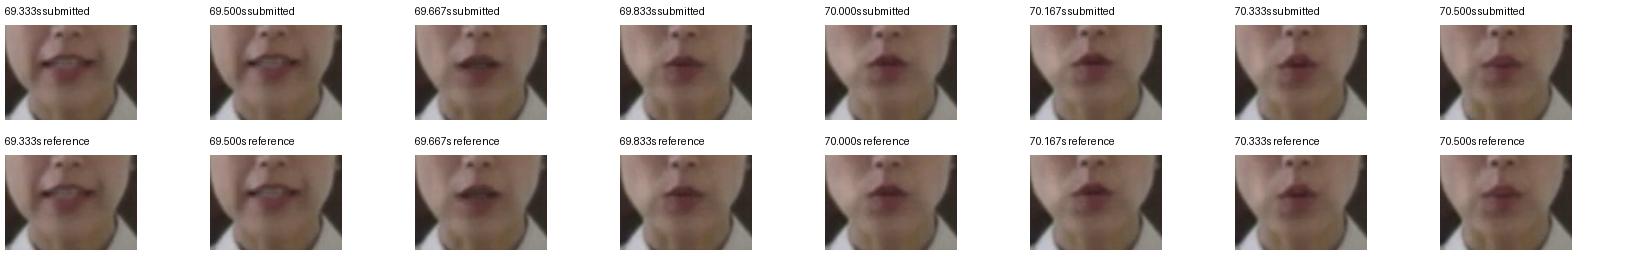 69.333s submitted 69.500s submitted 69.667s submitted 69.833s submitted 70.000s submitted 70.167s submitted 70.333s submitted 70.500s submitted
69.333s reference 69.500s reference 69.667s reference 69.833s reference 70.000s reference 70.167s reference 70.333s reference 70.500s reference